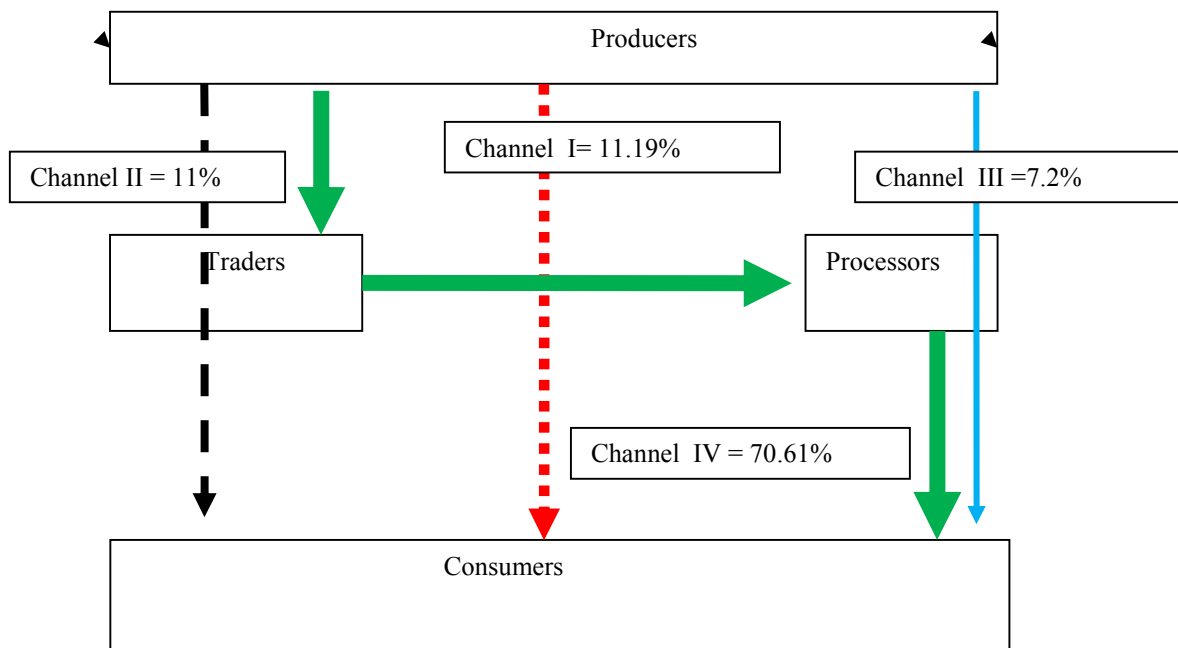 Producers
Channel I= 11.19%
Channel II = 11%
Channel III =7.2%
Traders
Processors
Channel IV = 70.61%
Consumers